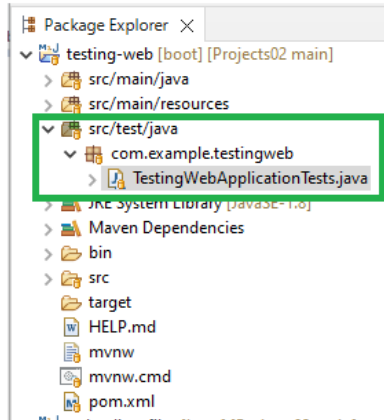 Package Explorer
testing-web [boot] [Projects02 main]
src/main/java
src/main/resources
src/test/java
com.example.testingweb
TestingWebApplicationTests.java
JRE System Library [JavaSE-1.8]
Maven Dependencies
bin
src
target
HELP.md
mvnw
mvnw.cmd
pom.xml